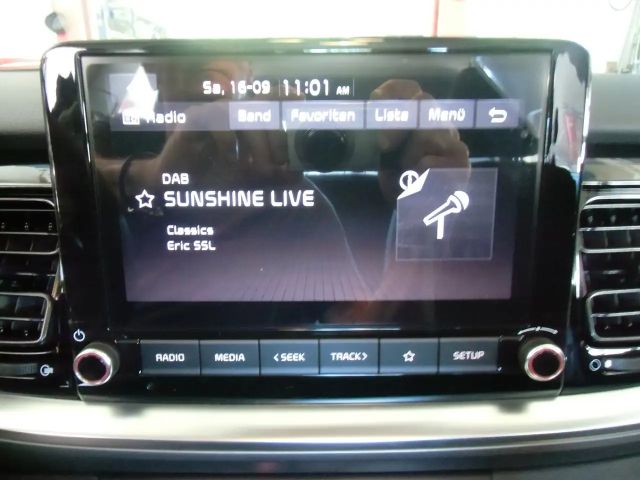 Sa, 16-09 11:01 AM
Radio Band Favoriten Liste Menü
DAB
SUNSHINE LIVE
Classics
Eric SSL
RADIO MEDIA < SEEK TRACK > SETUP